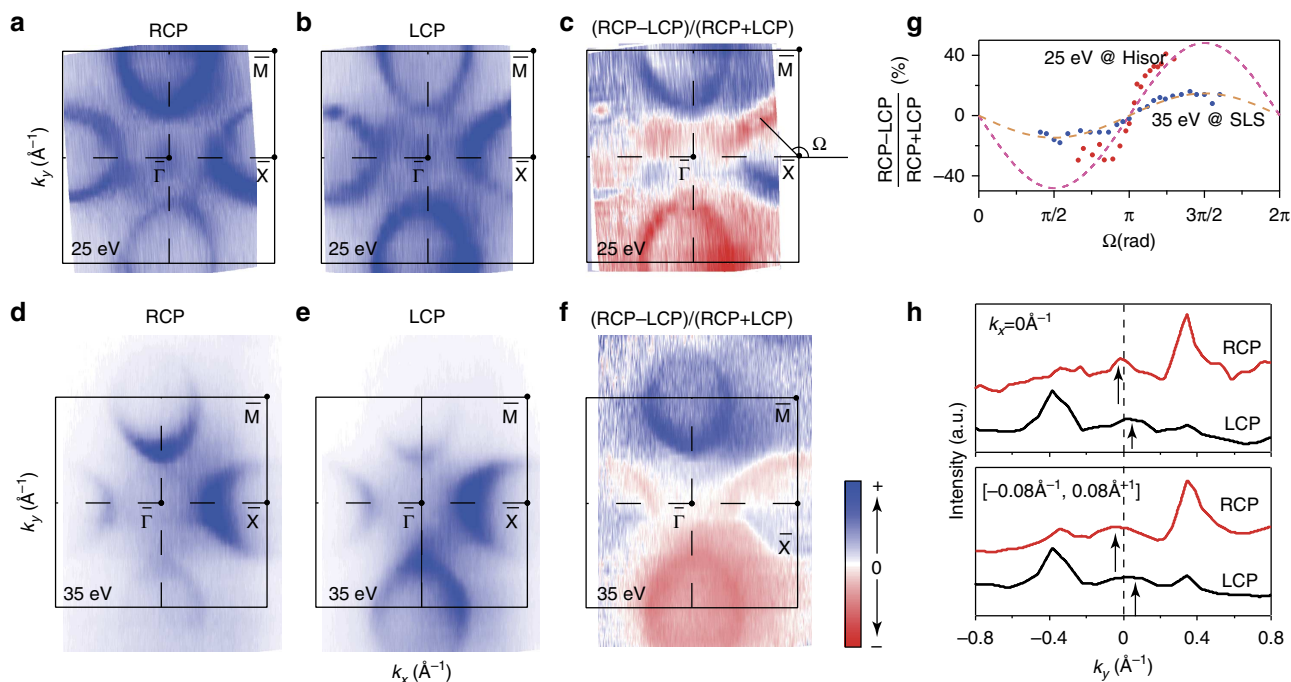 a
RCP
M̅
Γ̿
X̅
25 eV
k_y (Å⁻¹)
b
LCP
M̅
Γ̿
X̅
25 eV
c
(RCP–LCP)/(RCP+LCP)
M̅
Ω
Γ̿
X̅
25 eV
g
40
0
−40
RCP–LCP
RCP+LCP
(%)
25 eV @ Hisor
35 eV @ SLS
0
π/2
π
3π/2
2π
Ω(rad)
d
RCP
M̅
Γ̿
X̅
35 eV
k_y (Å⁻¹)
e
LCP
M̅
Γ̿
X̅
35 eV
k_x (Å⁻¹)
f
(RCP–LCP)/(RCP+LCP)
M̅
Γ̿
X̅
35 eV
+
0
−
h
k_x=0Å⁻¹
RCP
LCP
[−0.08Å⁻¹, 0.08Å⁺¹]
RCP
LCP
Intensity (a.u.)
−0.8
−0.4
0
0.4
0.8
k_y (Å⁻¹)